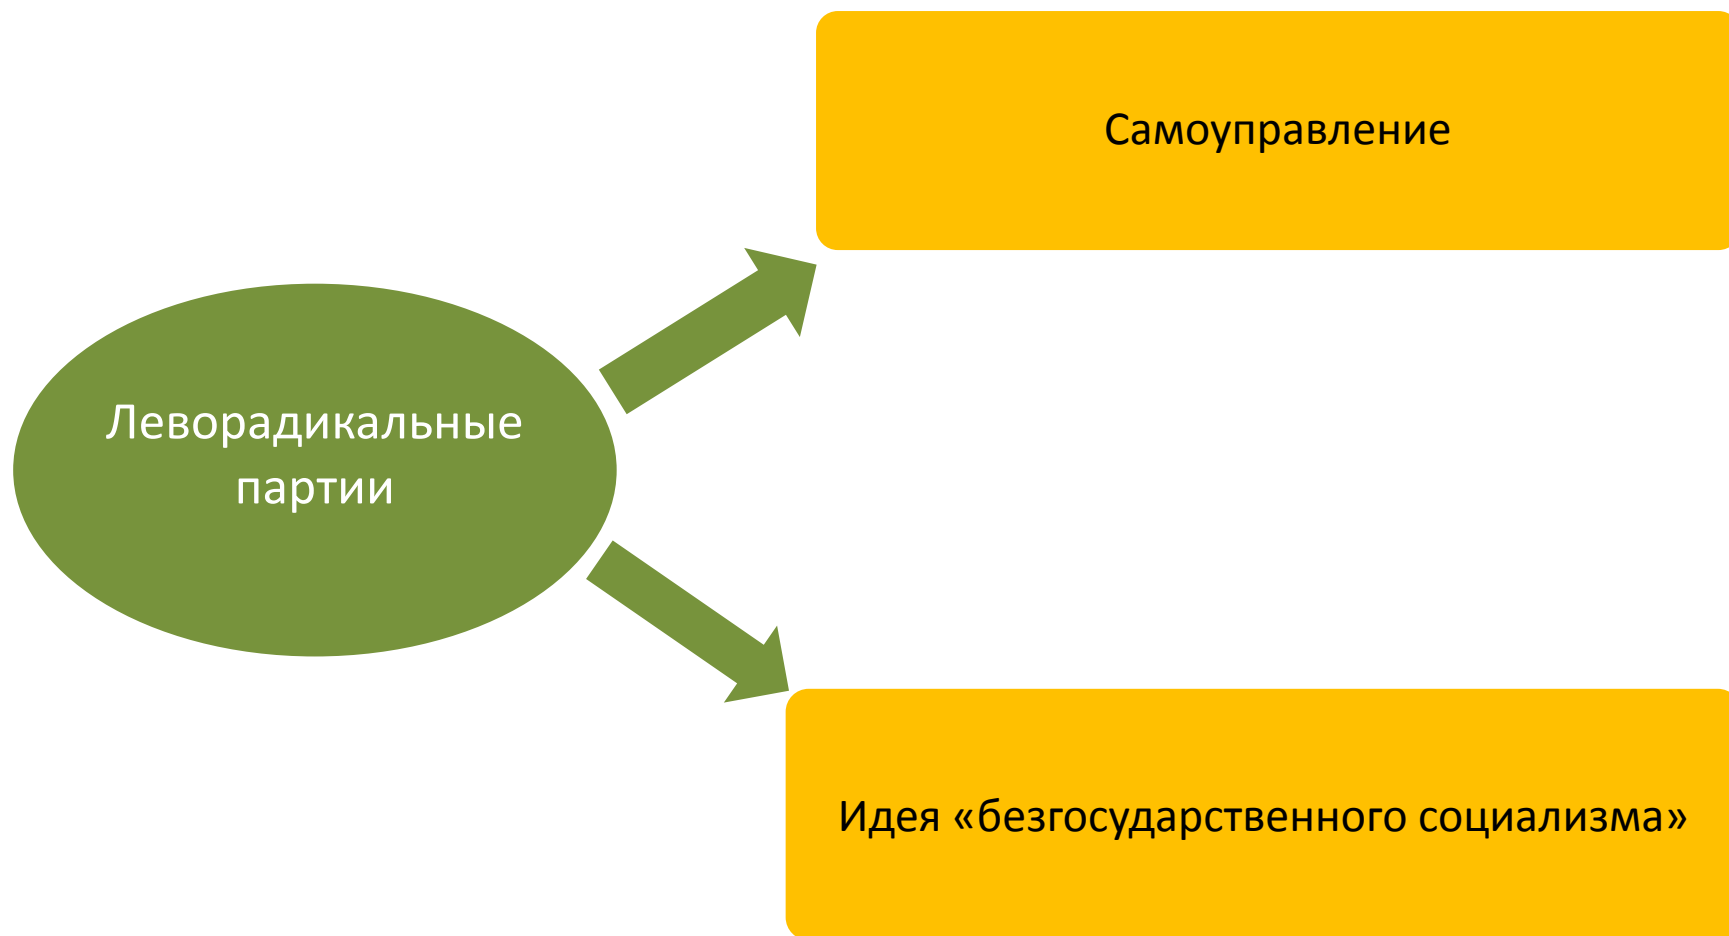 Самоуправление
Леворадикальные
партии
Идея «безгосударственного социализма»